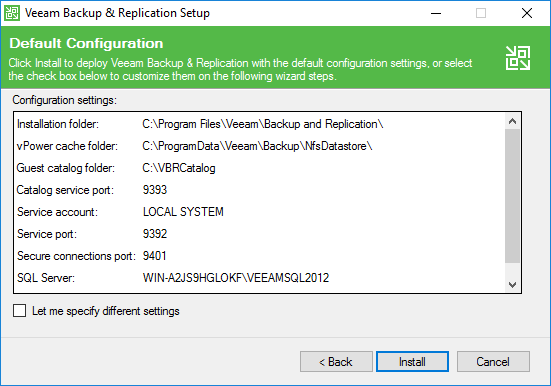 Veeam Backup & Replication Setup
Default Configuration
Click Install to deploy Veeam Backup & Replication with the default configuration settings, or select
the check box below to customize them on the following wizard steps.
Configuration settings:
Installation folder: C:\Program Files\Veeam\Backup and Replication\
vPower cache folder: C:\ProgramData\Veeam\Backup\NfsDatastore\
Guest catalog folder: C:\VBRCatalog
Catalog service port: 9393
Service account: LOCAL SYSTEM
Service port: 9392
Secure connections port: 9401
SQL Server: WIN-A2JS9HGLOKF\VEEAMSQL2012
Let me specify different settings
< Back Install Cancel